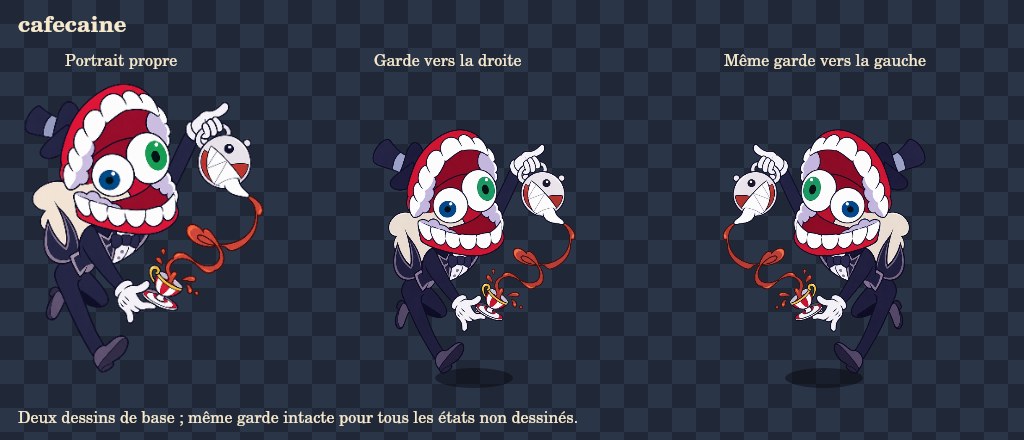 cafecaine
Portrait propre
Garde vers la droite
Même garde vers la gauche
Deux dessins de base ; même garde intacte pour tous les états non dessinés.